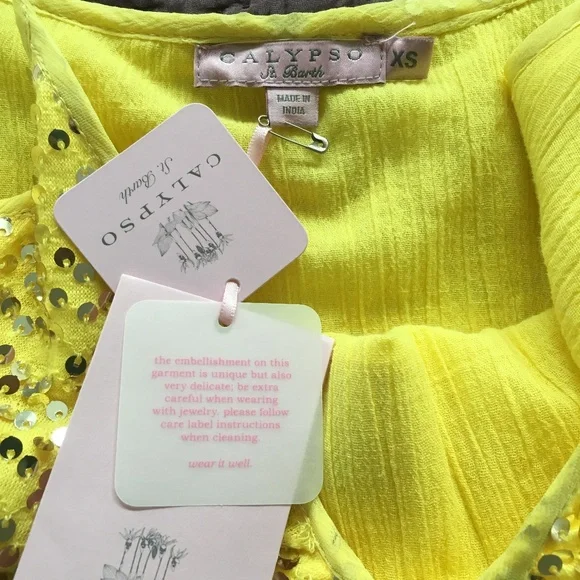 CALYPSO
St. Barth
XS
MADE IN
INDIA
CALYPSO
St. Barth
the embellishment on this
garment is unique but also
very delicate; be extra
careful when wearing
with jewelry. please follow
care label instructions
when cleaning.
wear it well.
CALYPSO